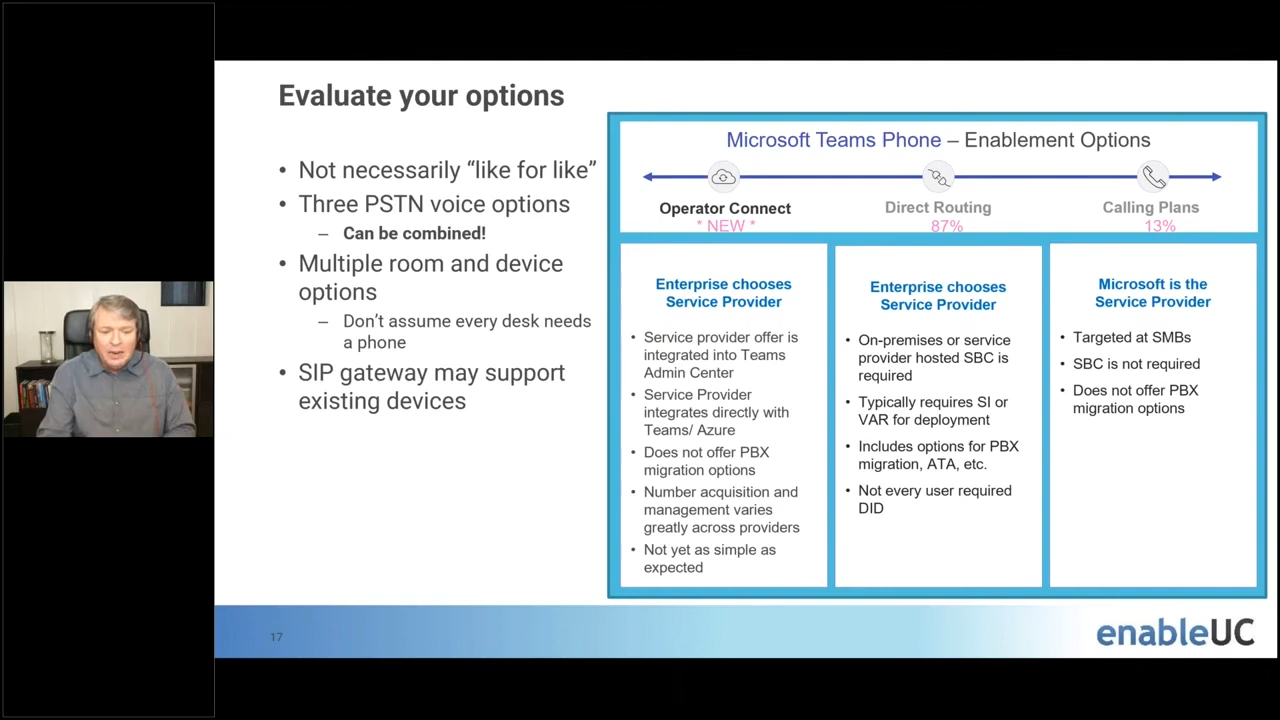 Evaluate your options
• Not necessarily “like for like”
• Three PSTN voice options
– Can be combined!
• Multiple room and device
options
– Don’t assume every desk needs
a phone
• SIP gateway may support
existing devices
Microsoft Teams Phone – Enablement Options
Operator Connect
* NEW *
Direct Routing
87%
Calling Plans
13%
Enterprise chooses
Service Provider
• Service provider offer is
integrated into Teams
Admin Center
• Service Provider
integrates directly with
Teams/ Azure
• Does not offer PBX
migration options
• Number acquisition and
management varies
greatly across providers
• Not yet as simple as
expected
Enterprise chooses
Service Provider
• On-premises or service
provider hosted SBC is
required
• Typically requires SI or
VAR for deployment
• Includes options for PBX
migration, ATA, etc.
• Not every user required
DID
Microsoft is the
Service Provider
• Targeted at SMBs
• SBC is not required
• Does not offer PBX
migration options
17
enableUC